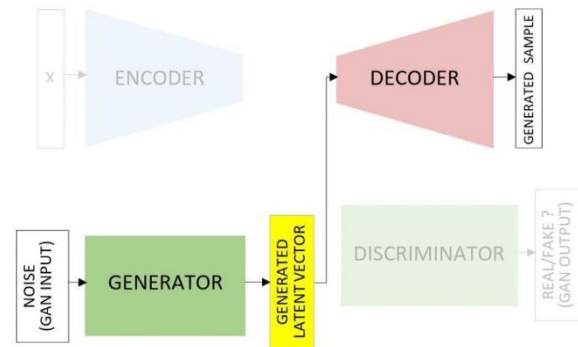 X
ENCODER
DECODER
GENERATED SAMPLE
NOISE
(GAN INPUT)
GENERATOR
GENERATED
LATENT VECTOR
DISCRIMINATOR
REAL/FAKE ?
(GAN OUTPUT)